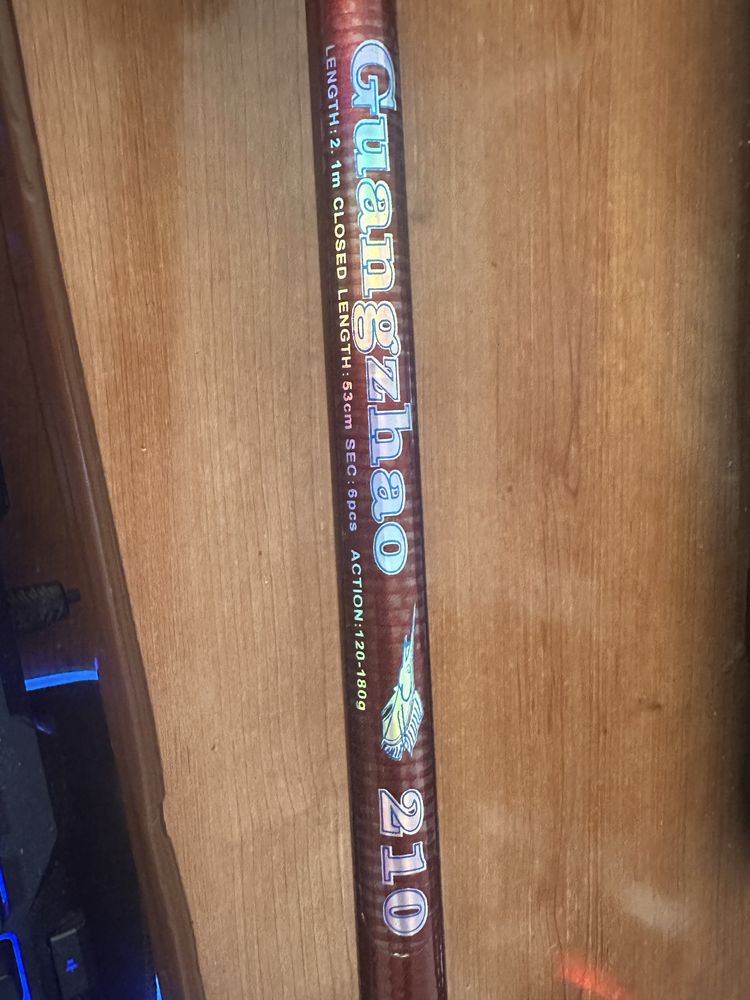 Guangzhao 210
LENGTH:2.1m CLOSED LENGTH:53cm SEC:6pcs ACTION:120-180g